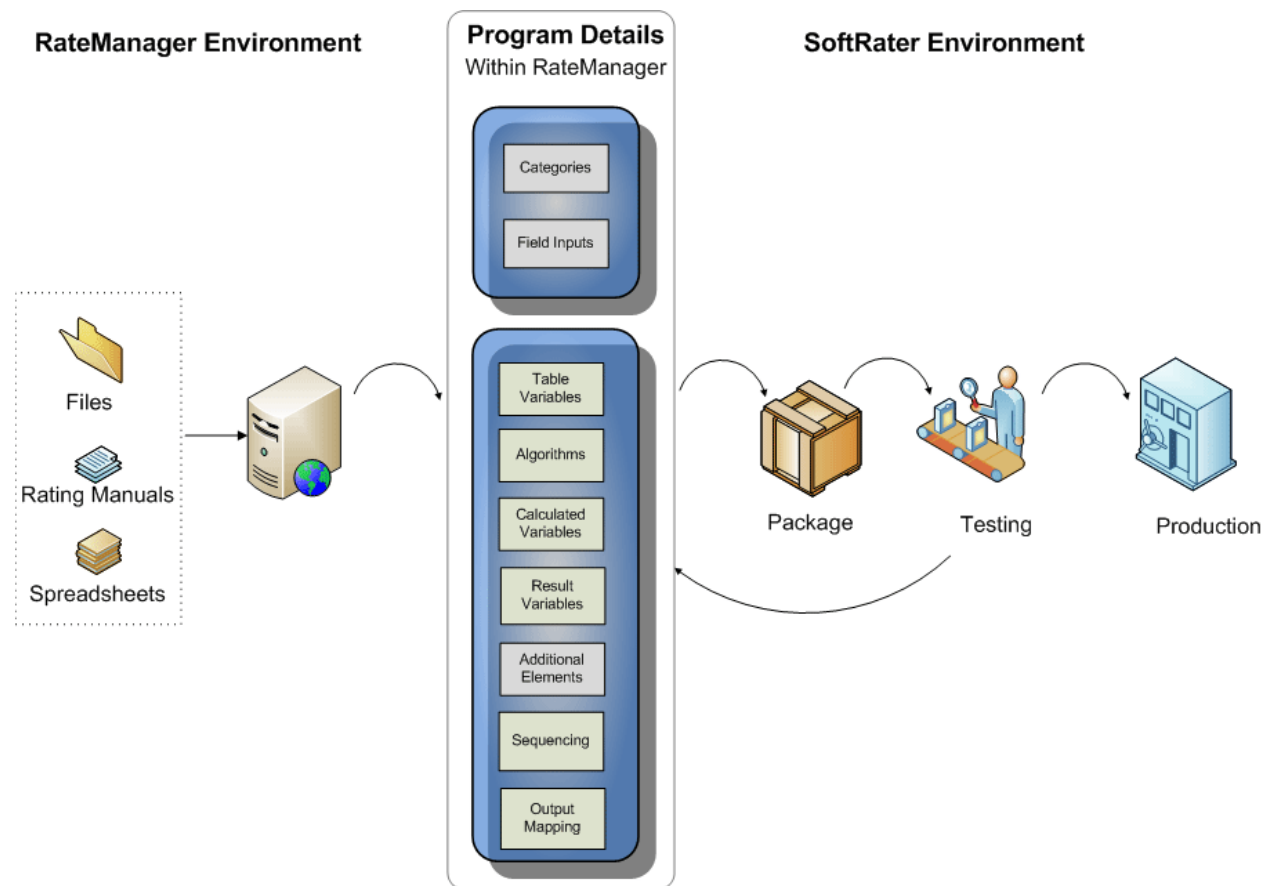 RateManager Environment
Program Details
Within RateManager
SoftRater Environment
Categories
Field Inputs
Files
Rating Manuals
Spreadsheets
Table
Variables
Algorithms
Calculated
Variables
Result
Variables
Additional
Elements
Sequencing
Output
Mapping
Package
Testing
Production